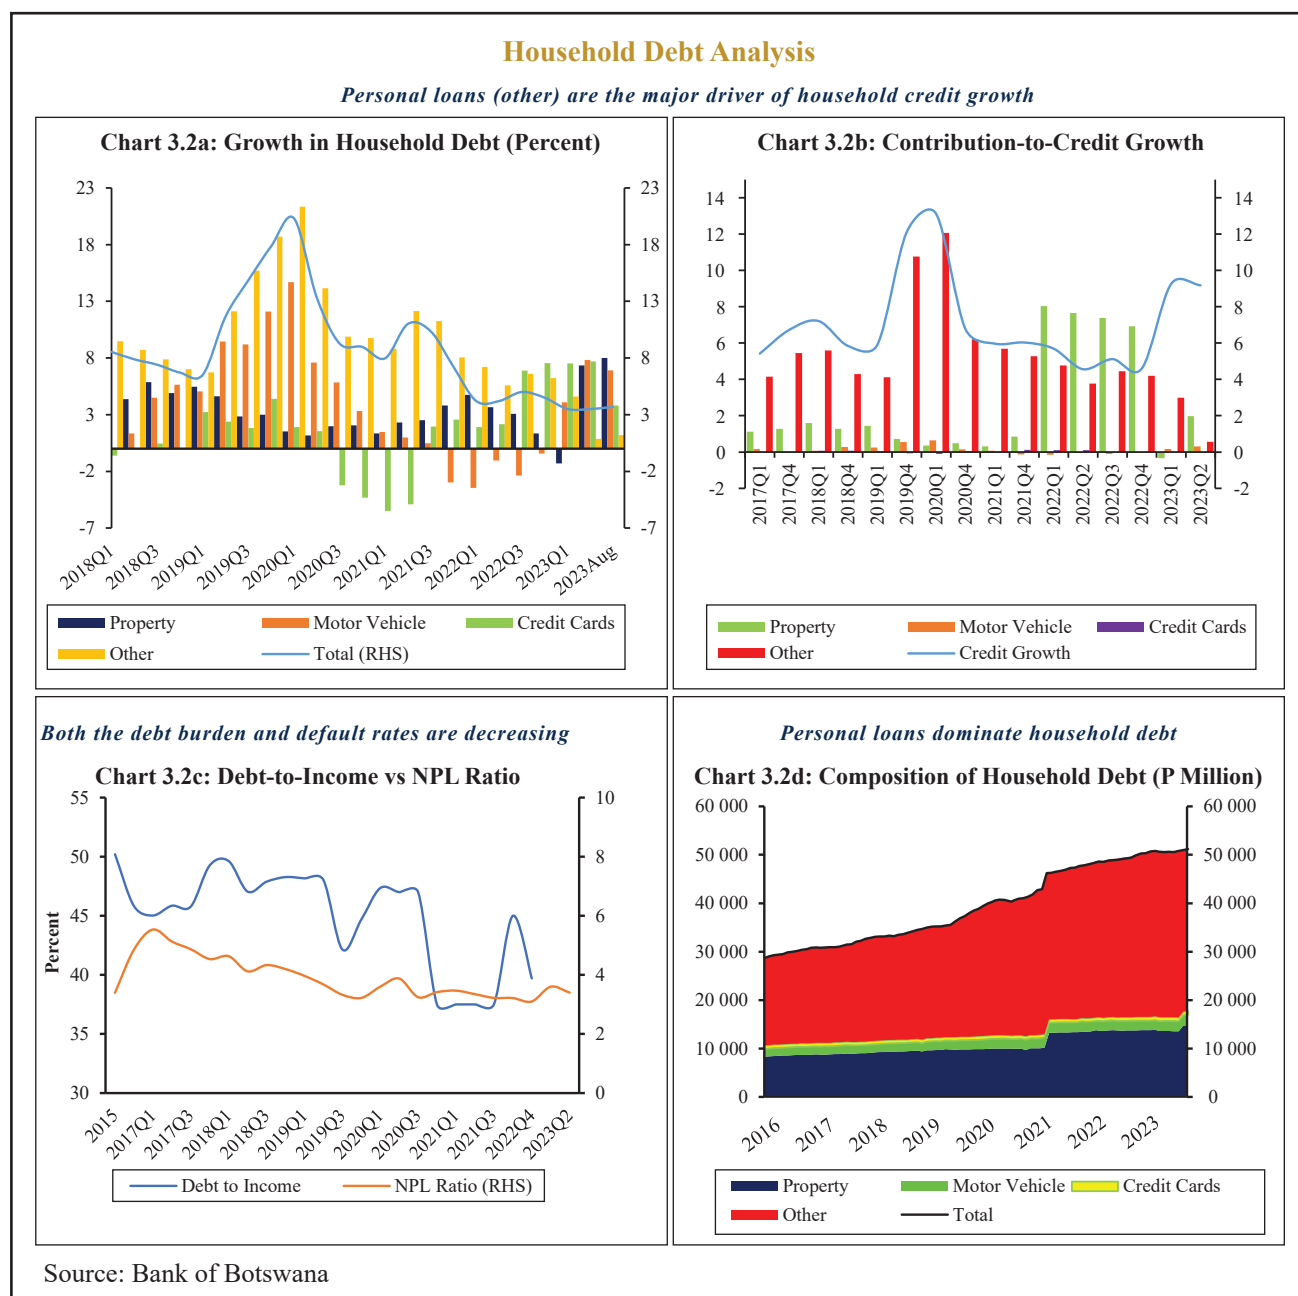 Household Debt Analysis
Personal loans (other) are the major driver of household credit growth
Chart 3.2a: Growth in Household Debt (Percent)
23 23
18 18
13 13
8 8
3 3
-2 -2
-7 -7
2018Q1 2018Q3 2019Q1 2019Q3 2020Q1 2020Q3 2021Q1 2021Q3 2022Q1 2022Q3 2023Q1 2023Aug
Property Motor Vehicle Credit Cards
Other Total (RHS)
Chart 3.2b: Contribution-to-Credit Growth
14 14
12 12
10 10
8 8
6 6
4 4
2 2
0 0
-2 -2
2017Q1 2017Q4 2018Q1 2018Q4 2019Q1 2019Q4 2020Q1 2020Q4 2021Q1 2021Q4 2022Q1 2022Q2 2022Q3 2022Q4 2023Q1 2023Q2
Property Motor Vehicle Credit Cards
Other Credit Growth
Both the debt burden and default rates are decreasing
Chart 3.2c: Debt-to-Income vs NPL Ratio
55 10
50 8
45 6
40 4
35 2
30 0
Percent
2015 2017Q1 2017Q3 2018Q1 2018Q3 2019Q1 2019Q3 2020Q1 2020Q3 2021Q1 2021Q3 2022Q4 2023Q2
Debt to Income NPL Ratio (RHS)
Personal loans dominate household debt
Chart 3.2d: Composition of Household Debt (P Million)
60 000 60 000
50 000 50 000
40 000 40 000
30 000 30 000
20 000 20 000
10 000 10 000
0 0
2016 2017 2018 2019 2020 2021 2022 2023
Property Motor Vehicle Credit Cards
Other Total
Source: Bank of Botswana